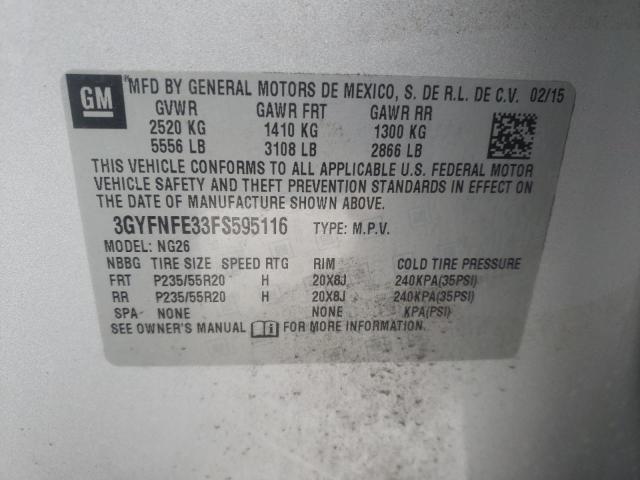 GM
MFD BY GENERAL MOTORS DE MEXICO, S. DE R.L. DE C.V. 02/15
GVWR GAWR FRT GAWR RR
2520 KG 1410 KG 1300 KG
5556 LB 3108 LB 2866 LB
THIS VEHICLE CONFORMS TO ALL APPLICABLE U.S. FEDERAL MOTOR
VEHICLE SAFETY AND THEFT PREVENTION STANDARDS IN EFFECT ON
THE DATE OF MANUFACTURE SHOWN ABOVE.
3GYFNFE33FS595116 TYPE: M.P.V.
MODEL: NG26
NBBG TIRE SIZE SPEED RTG RIM COLD TIRE PRESSURE
FRT P235/55R20 H 20X8J 240KPA(35PSI)
RR P235/55R20 H 20X8J 240KPA(35PSI)
SPA NONE NONE KPA(PSI)
SEE OWNER'S MANUAL FOR MORE INFORMATION.